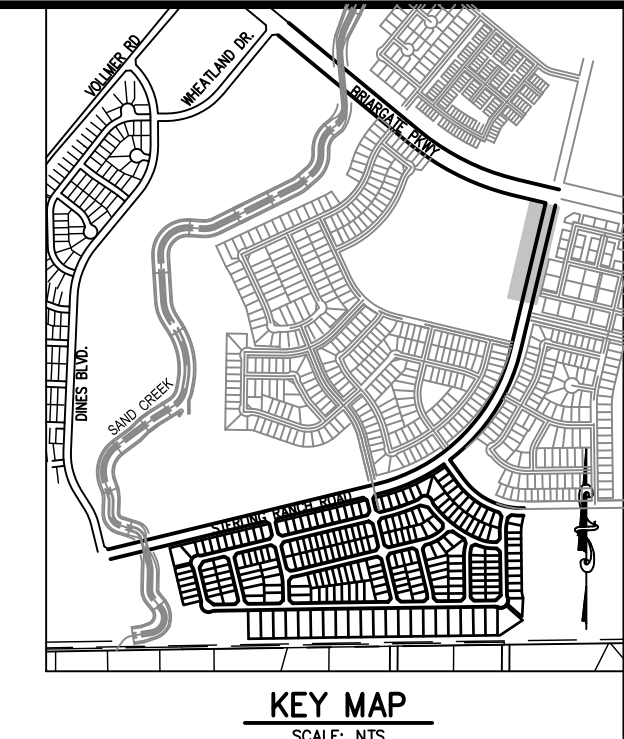 VOLLMER RD
WHEATLAND DR.
BRIARGATE PKWY
DINES BLVD.
SAND CREEK
STERLING RANCH ROAD
KEY MAP
SCALE: NTS